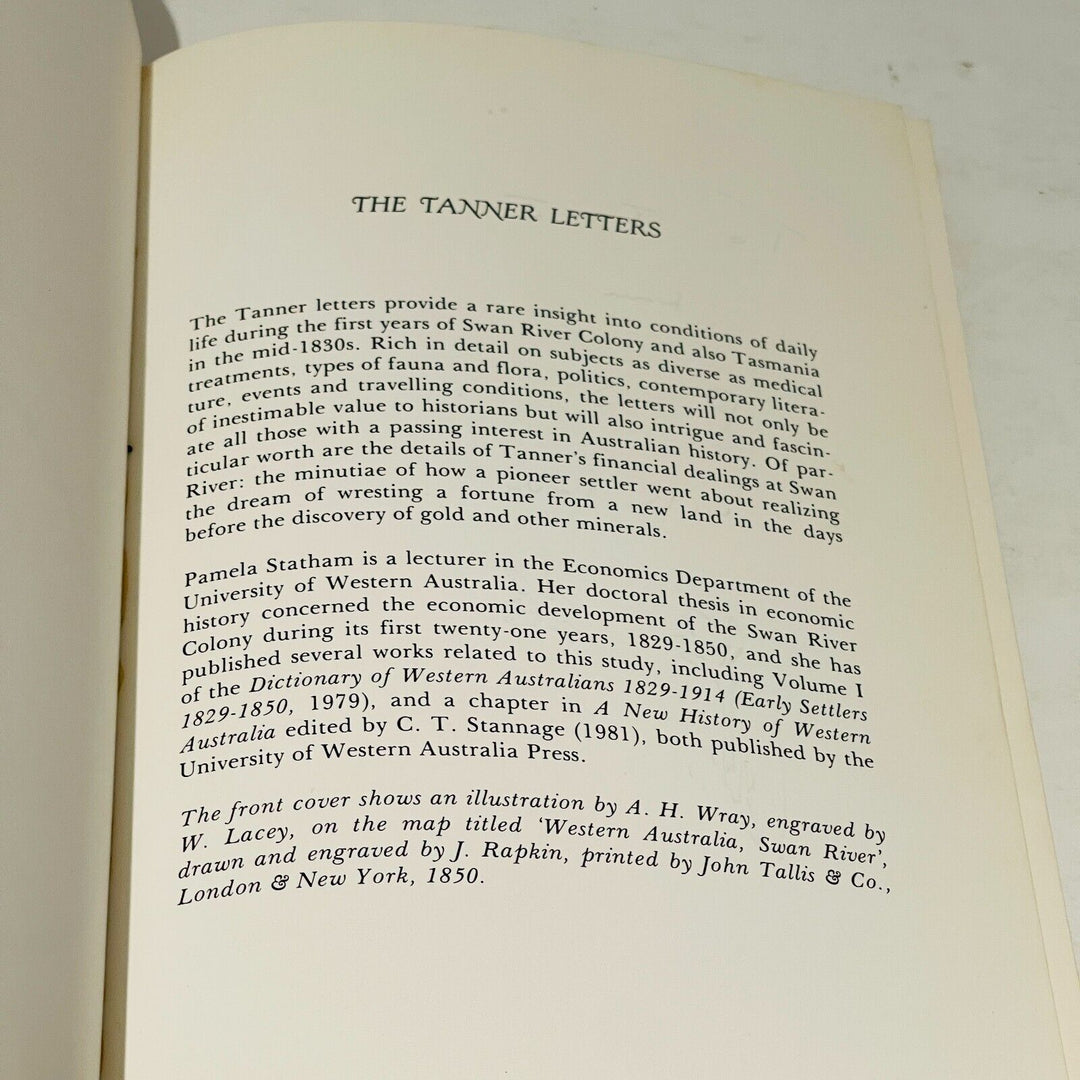 THE TANNER LETTERS
The Tanner letters provide a rare insight into conditions of daily
life during the first years of Swan River Colony and also Tasmania
in the mid-1830s. Rich in detail on subjects as diverse as medical
treatments, types of fauna and flora, politics, contemporary litera-
ture, events and travelling conditions, the letters will not only be
of inestimable value to historians but will also intrigue and fascin-
ate all those with a passing interest in Australian history. Of par-
ticular worth are the details of Tanner's financial dealings at Swan
River: the minutiae of how a pioneer settler went about realizing
the dream of wresting a fortune from a new land in the days
before the discovery of gold and other minerals.
Pamela Statham is a lecturer in the Economics Department of the
University of Western Australia. Her doctoral thesis in economic
history concerned the economic development of the Swan River
Colony during its first twenty-one years, 1829-1850, and she has
published several works related to this study, including Volume I
of the Dictionary of Western Australians 1829-1914 (Early Settlers
1829-1850, 1979), and a chapter in A New History of Western
Australia edited by C. T. Stannage (1981), both published by the
University of Western Australia Press.
The front cover shows an illustration by A. H. Wray, engraved by
W. Lacey, on the map titled 'Western Australia, Swan River',
drawn and engraved by J. Rapkin, printed by John Tallis & Co.,
London & New York, 1850.